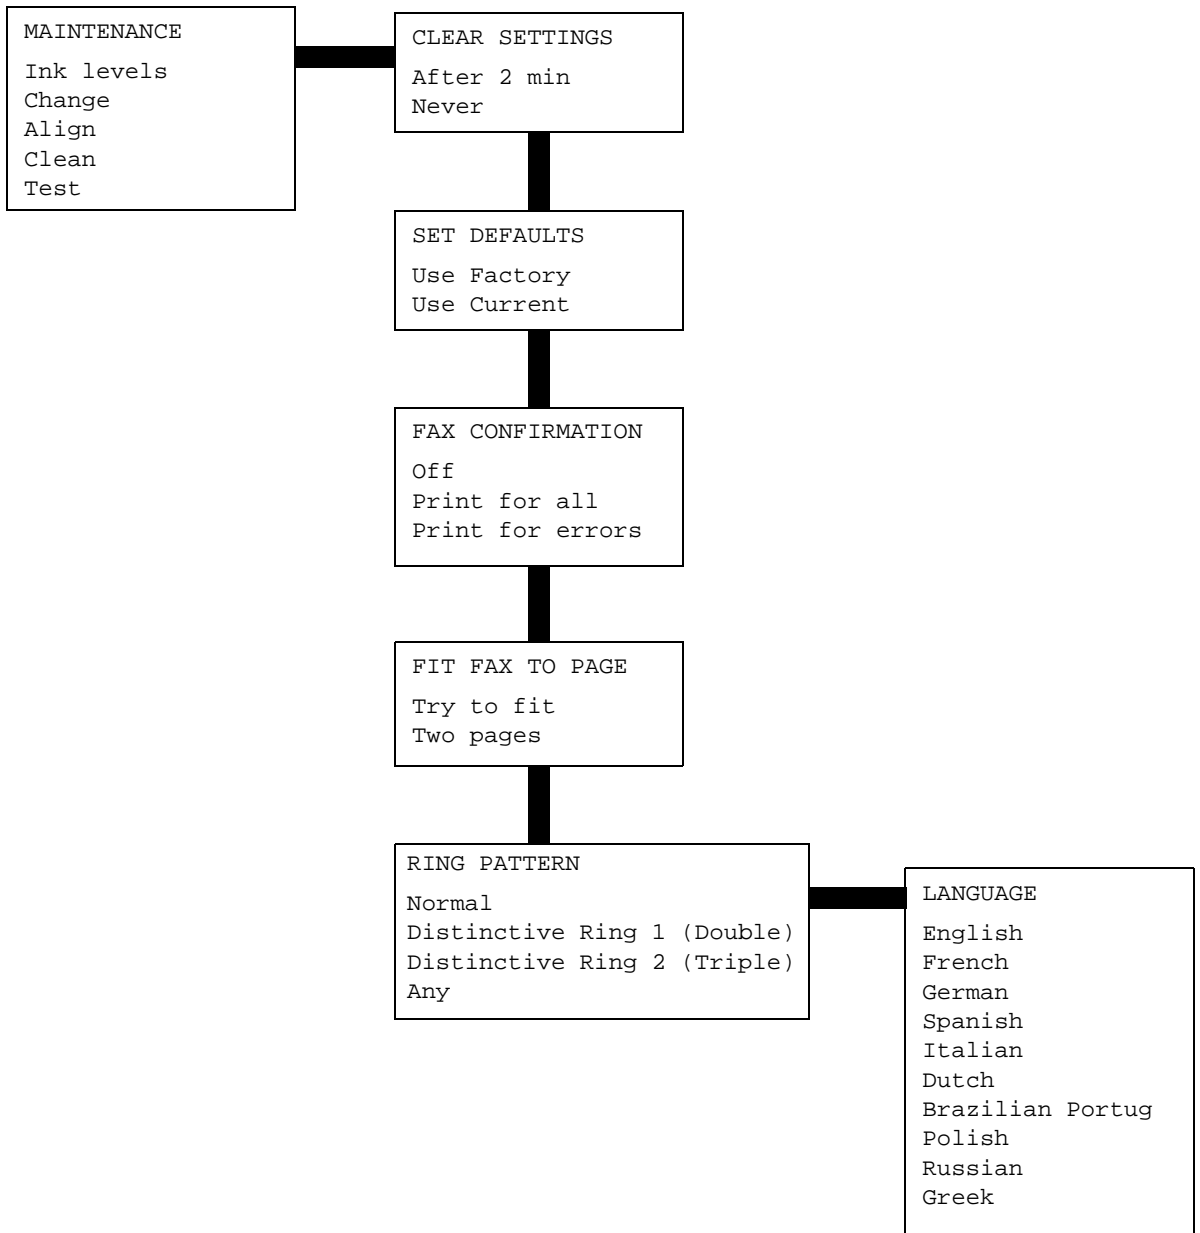 MAINTENANCE
Ink levels
Change
Align
Clean
Test
CLEAR SETTINGS
After 2 min
Never
SET DEFAULTS
Use Factory
Use Current
FAX CONFIRMATION
Off
Print for all
Print for errors
FIT FAX TO PAGE
Try to fit
Two pages
RING PATTERN
Normal
Distinctive Ring 1 (Double)
Distinctive Ring 2 (Triple)
Any
LANGUAGE
English
French
German
Spanish
Italian
Dutch
Brazilian Portug
Polish
Russian
Greek